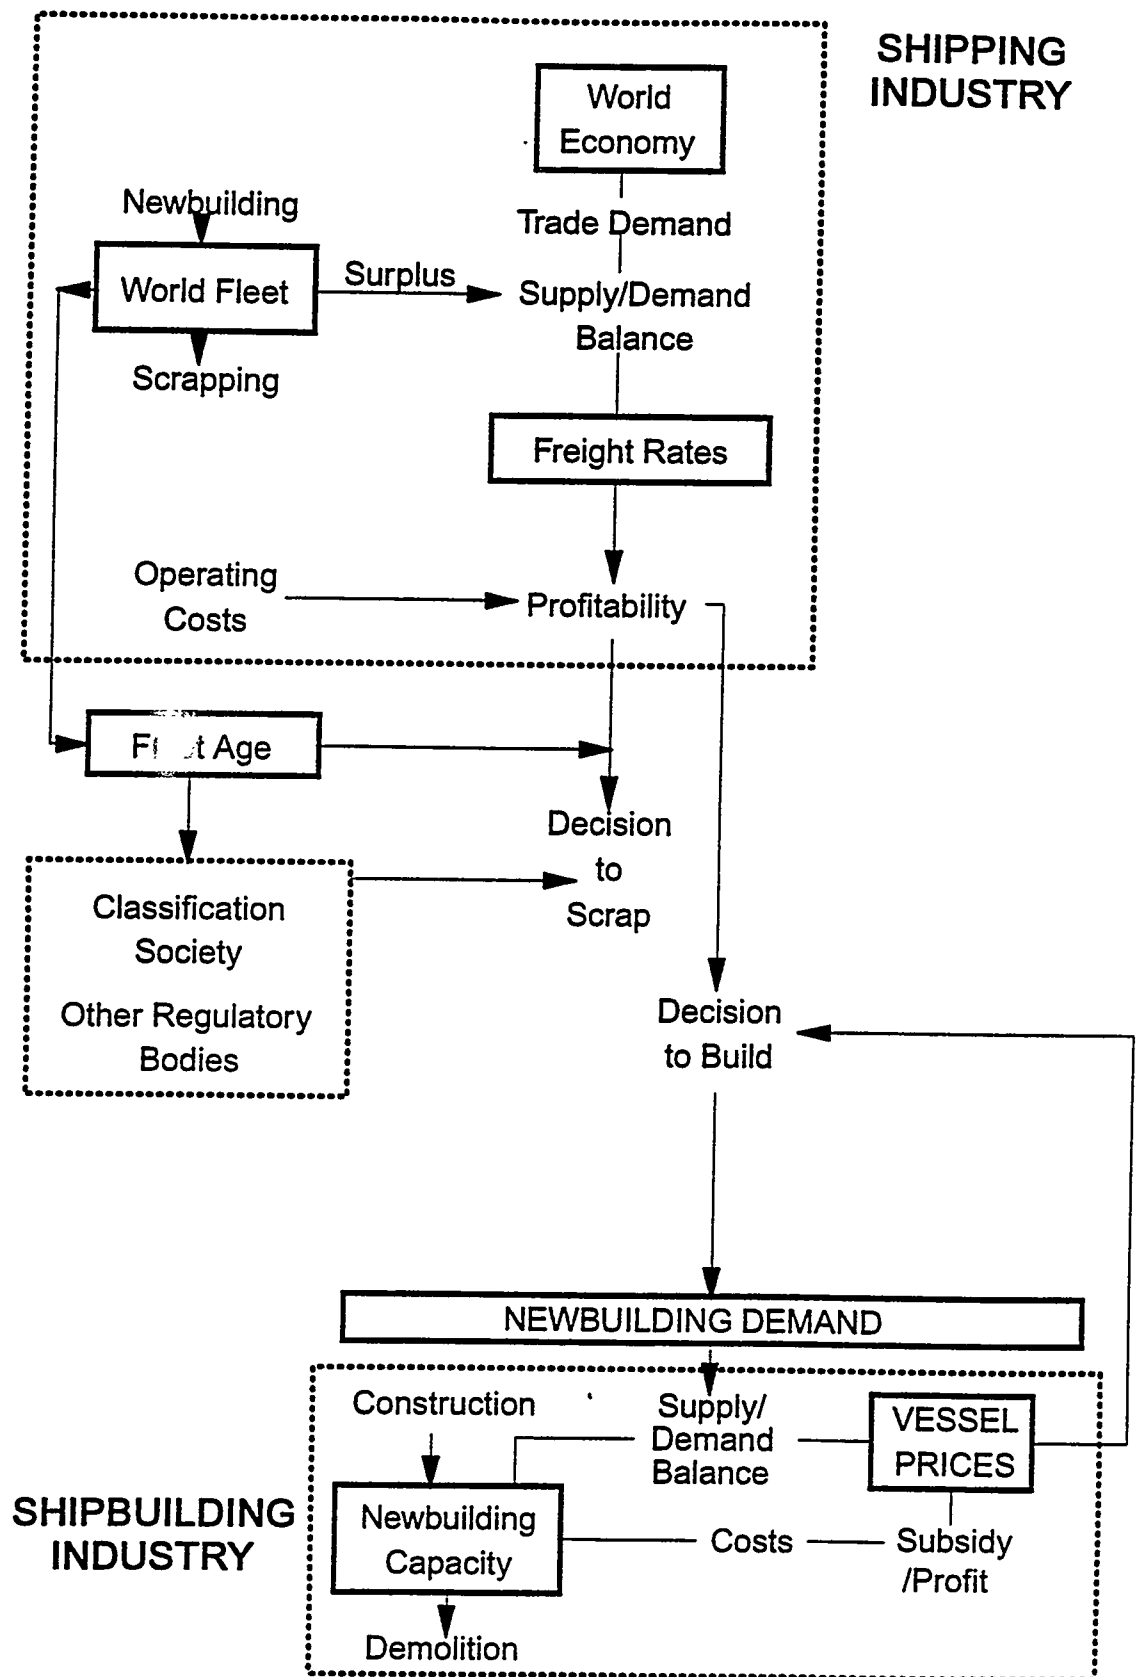 SHIPPING
INDUSTRY
World
Economy
Newbuilding
Trade Demand
World Fleet
Surplus
Supply/Demand
Balance
Scrapping
Freight Rates
Operating
Costs
Profitability
Age
Decision
to
Scrap
Classification
Society
Other Regulatory
Bodies
Decision
to Build
NEWBUILDING DEMAND
Construction
Supply/
Demand
Balance
VESSEL
PRICES
SHIPBUILDING
INDUSTRY
Newbuilding
Capacity
Costs
Subsidy
/Profit
Demolition